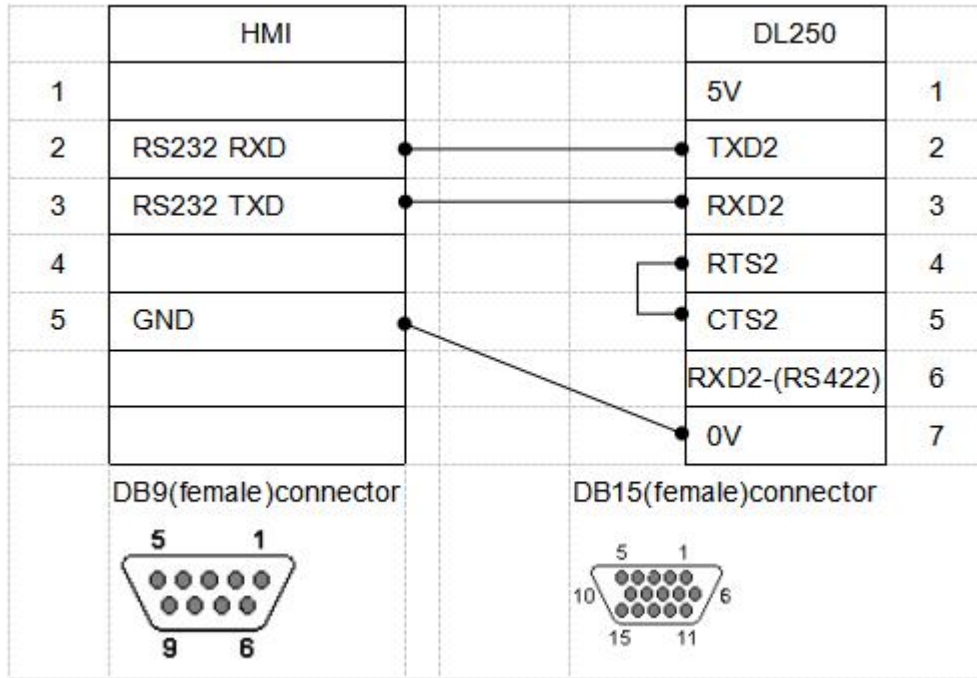 HMI DL250
1 5V 1
2 RS232 RXD TXD2 2
3 RS232 TXD RXD2 3
4 RTS2 4
5 GND CTS2 5
RXD2-(RS422) 6
0V 7
DB9(female)connector DB15(female)connector
5 1
9 6
5 1
10 6
15 11